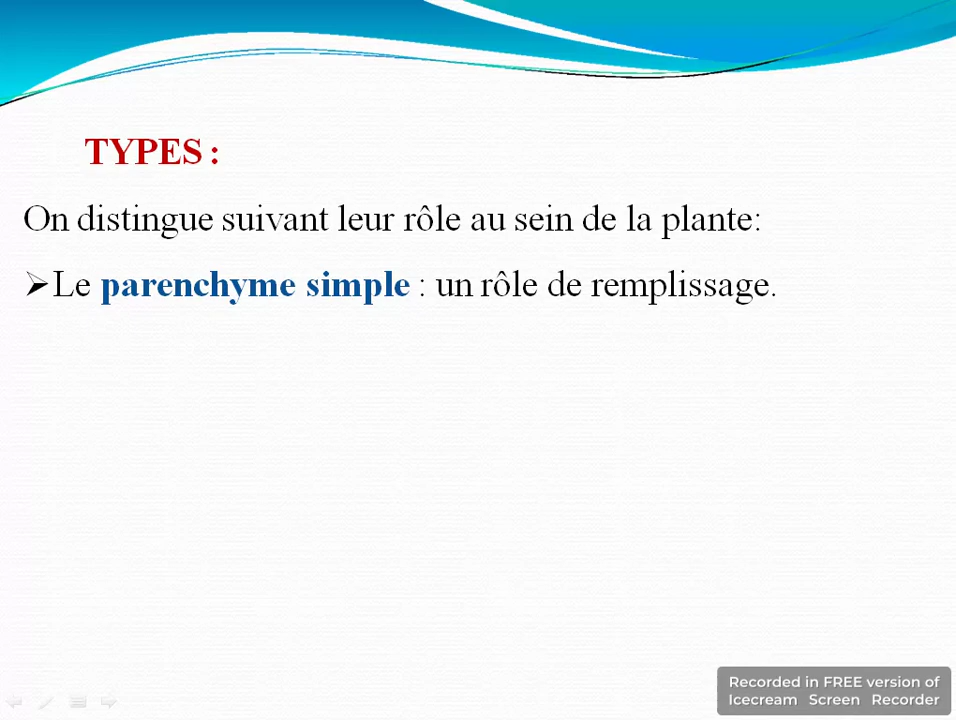 TYPES :
On distingue suivant leur rôle au sein de la plante:
➢Le parenchyme simple : un rôle de remplissage.
Recorded in FREE version of
Icecream Screen Recorder